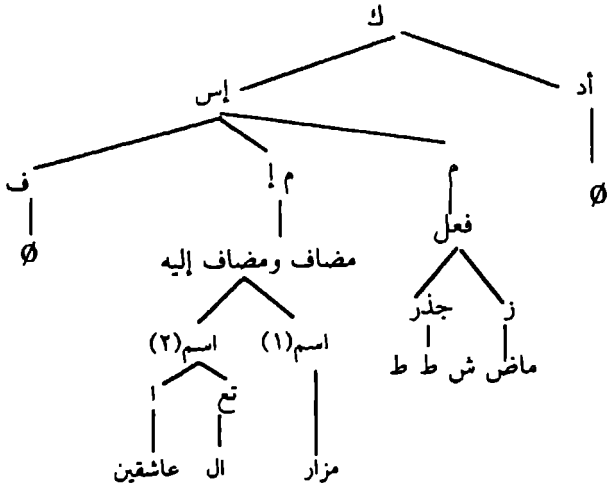 ك
أد إس
Ø م م إ ف
فعل Ø
مضاف ومضاف إليه
ز جذر
اسم(١) اسم(٢)
ماض ش ط ط
تع ا
مزار ال عاشقين